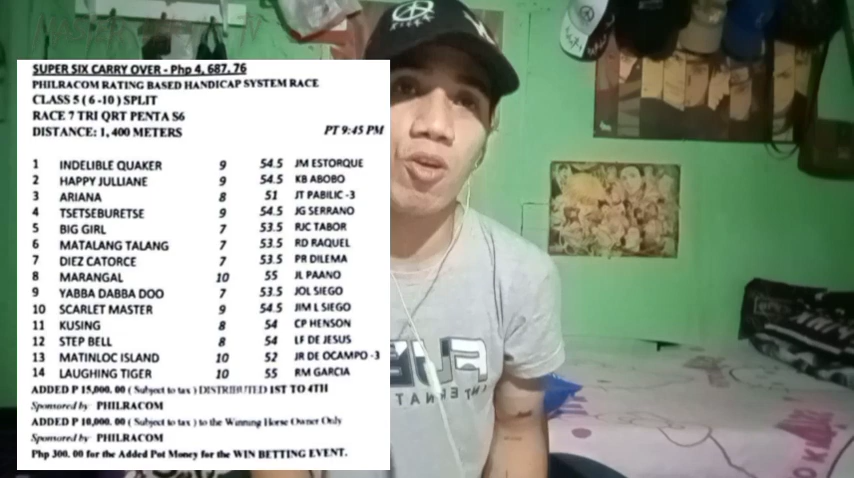 SUPER SIX CARRY OVER - Php 4, 687, 76
PHILRACOM RATING BASED HANDICAP SYSTEM RACE
CLASS 5 ( 6 -10 ) SPLIT
RACE 7 TRI QRT PENTA S6
DISTANCE: 1, 400 METERS PT 9:45 PM
1 INDELIBLE QUAKER 9 54.5 JM ESTORQUE
2 HAPPY JULLIANE 9 54.5 KB ABOBO
3 ARIANA 8 51 JT PABILIC -3
4 TSETSEBURETSE 9 54.5 JG SERRANO
5 BIG GIRL 7 53.5 RJC TABOR
6 MATALANG TALANG 7 53.5 RD RAQUEL
7 DIEZ CATORCE 7 53.5 PR DILEMA
8 MARANGAL 10 55 JL PAANO
9 YABBA DABBA DOO 7 53.5 JOL SIEGO
10 SCARLET MASTER 9 54.5 JIM L SIEGO
11 KUSING 8 54 CP HENSON
12 STEP BELL 8 54 LF DE JESUS
13 MATINLOC ISLAND 10 52 JR DE OCAMPO -3
14 LAUGHING TIGER 10 55 RM GARCIA
ADDED P 15,000. 00 ( Subject to tax ) DISTRIBUTED 1ST TO 4TH
Sponsored by PHILRACOM
ADDED P 10,000. 00 ( Subject to tax ) to the Winning Horse Owner Only
Sponsored by PHILRACOM
Php 300. 00 for the Added Pot Money for the WIN BETTING EVENT.